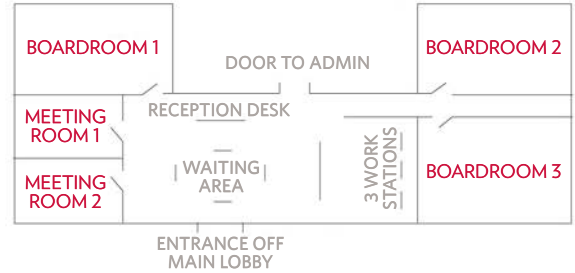 BOARDROOM 1
BOARDROOM 2
DOOR TO ADMIN
RECEPTION DESK
MEETING
ROOM 1
WAITING
AREA
3 WORK
STATIONS
BOARDROOM 3
MEETING
ROOM 2
ENTRANCE OFF
MAIN LOBBY